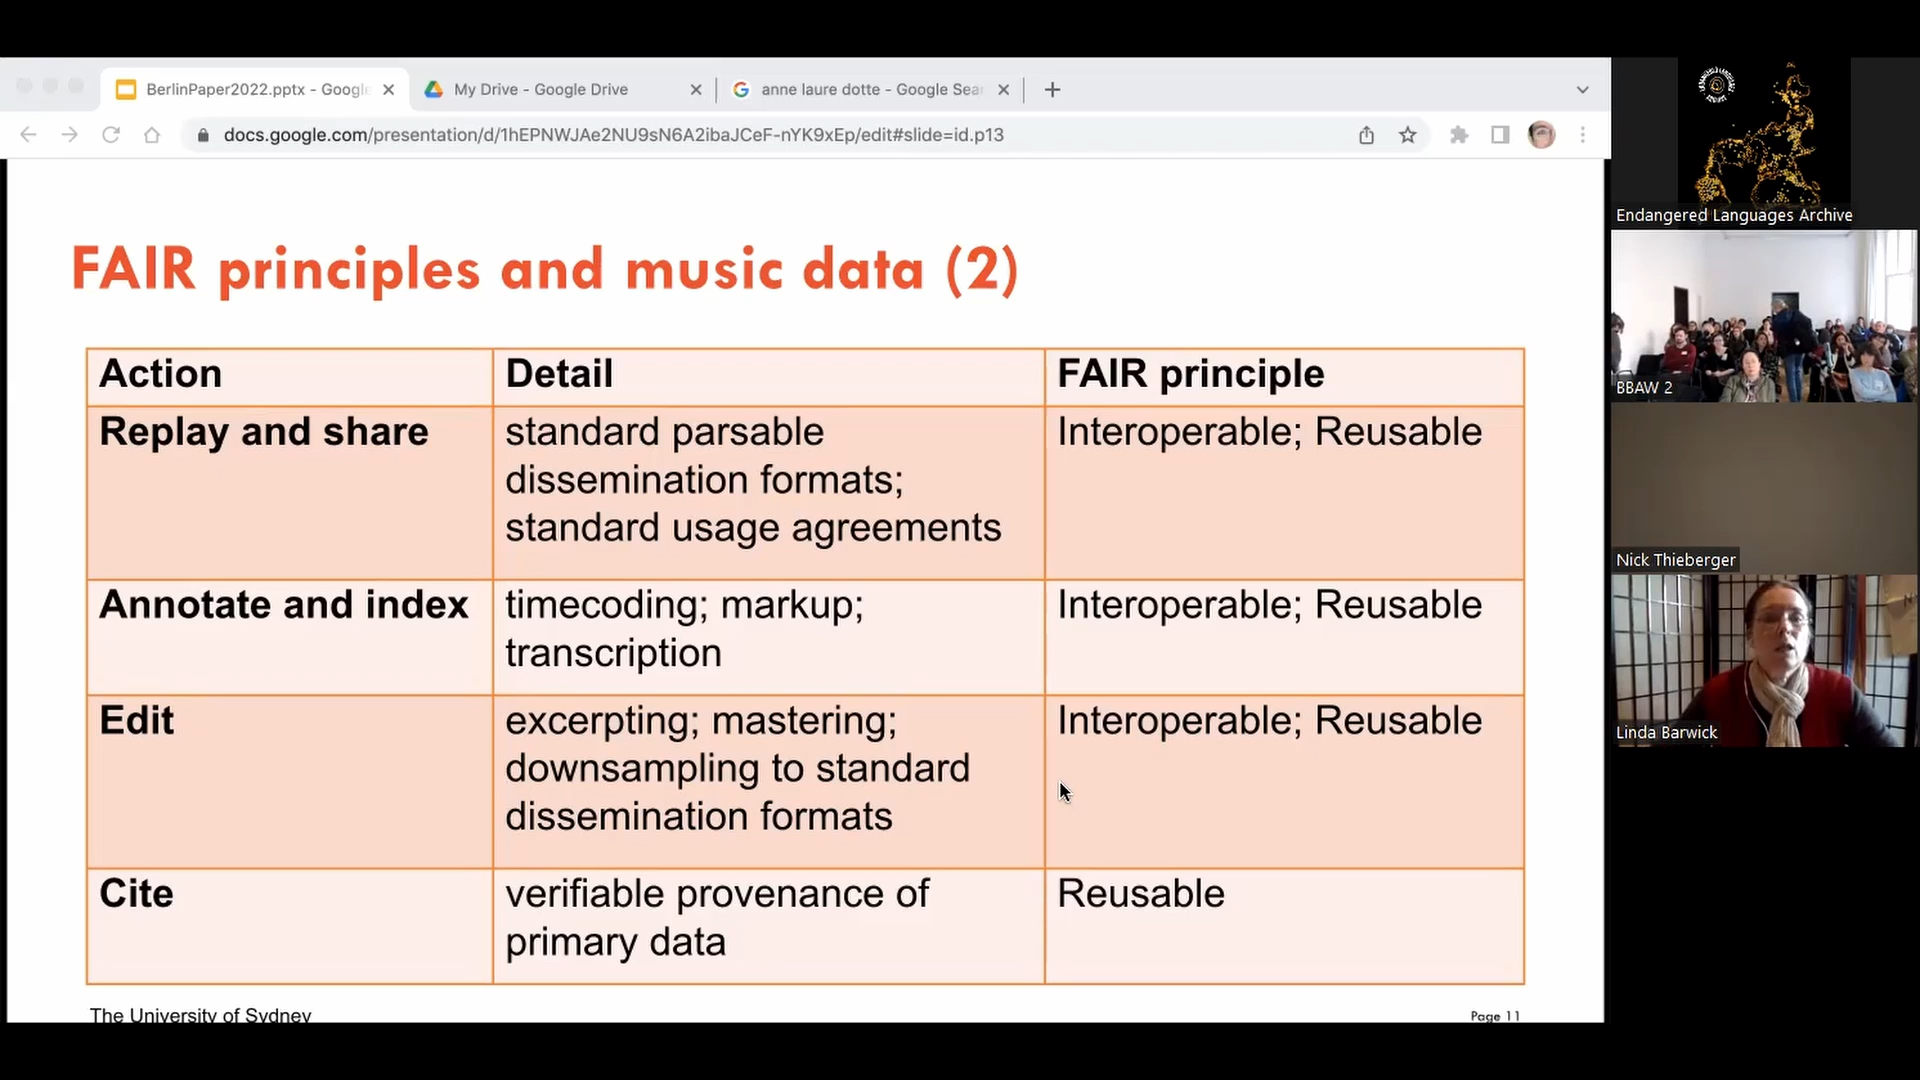 BerlinPaper2022.pptx - Google
My Drive - Google Drive
anne laure dotte - Google Sea
docs.google.com/presentation/d/1hEPNWJAe2NU9sN6A2ibaJCeF-nYK9xEp/edit#slide=id.p13
FAIR principles and music data (2)
Action Detail FAIR principle
Replay and share standard parsable Interoperable; Reusable
dissemination formats;
standard usage agreements
Annotate and index timecoding; markup; Interoperable; Reusable
transcription
Edit excerpting; mastering; Interoperable; Reusable
downsampling to standard
dissemination formats
Cite verifiable provenance of Reusable
primary data
The University of Sydney
Page 11
Endangered Languages Archive
BBAW 2
Nick Thieberger
Linda Barwick